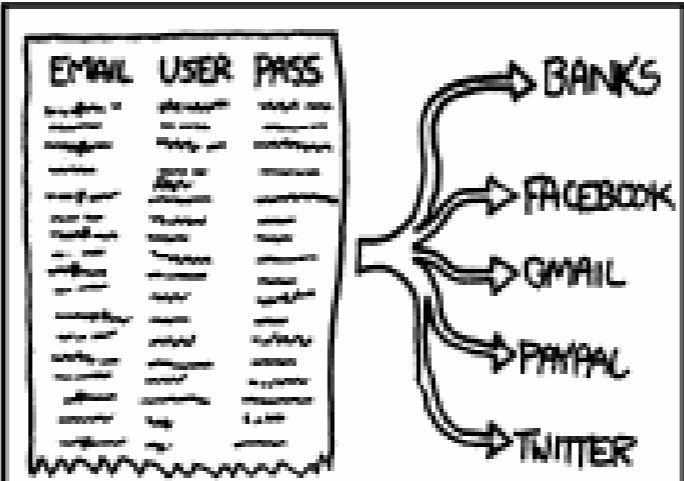 EMAIL USER PASS
BANKS
FACEBOOK
GMAIL
PAYPAL
TWITTER